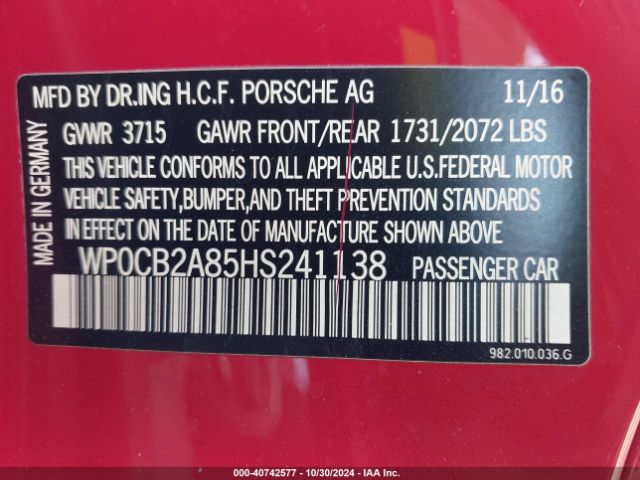 MFD BY DR.ING H.C.F. PORSCHE AG 11/16
GVWR 3715 GAWR FRONT/REAR 1731/2072 LBS
THIS VEHICLE CONFORMS TO ALL APPLICABLE U.S.FEDERAL MOTOR
VEHICLE SAFETY,BUMPER,AND THEFT PREVENTION STANDARDS
IN EFFECT ON THE DATE OF MANUFACTURE SHOWN ABOVE
WP0CB2A85HS241138 PASSENGER CAR
MADE IN GERMANY
982.010.036.G
000-40742577 - 10/30/2024 - IAA Inc.